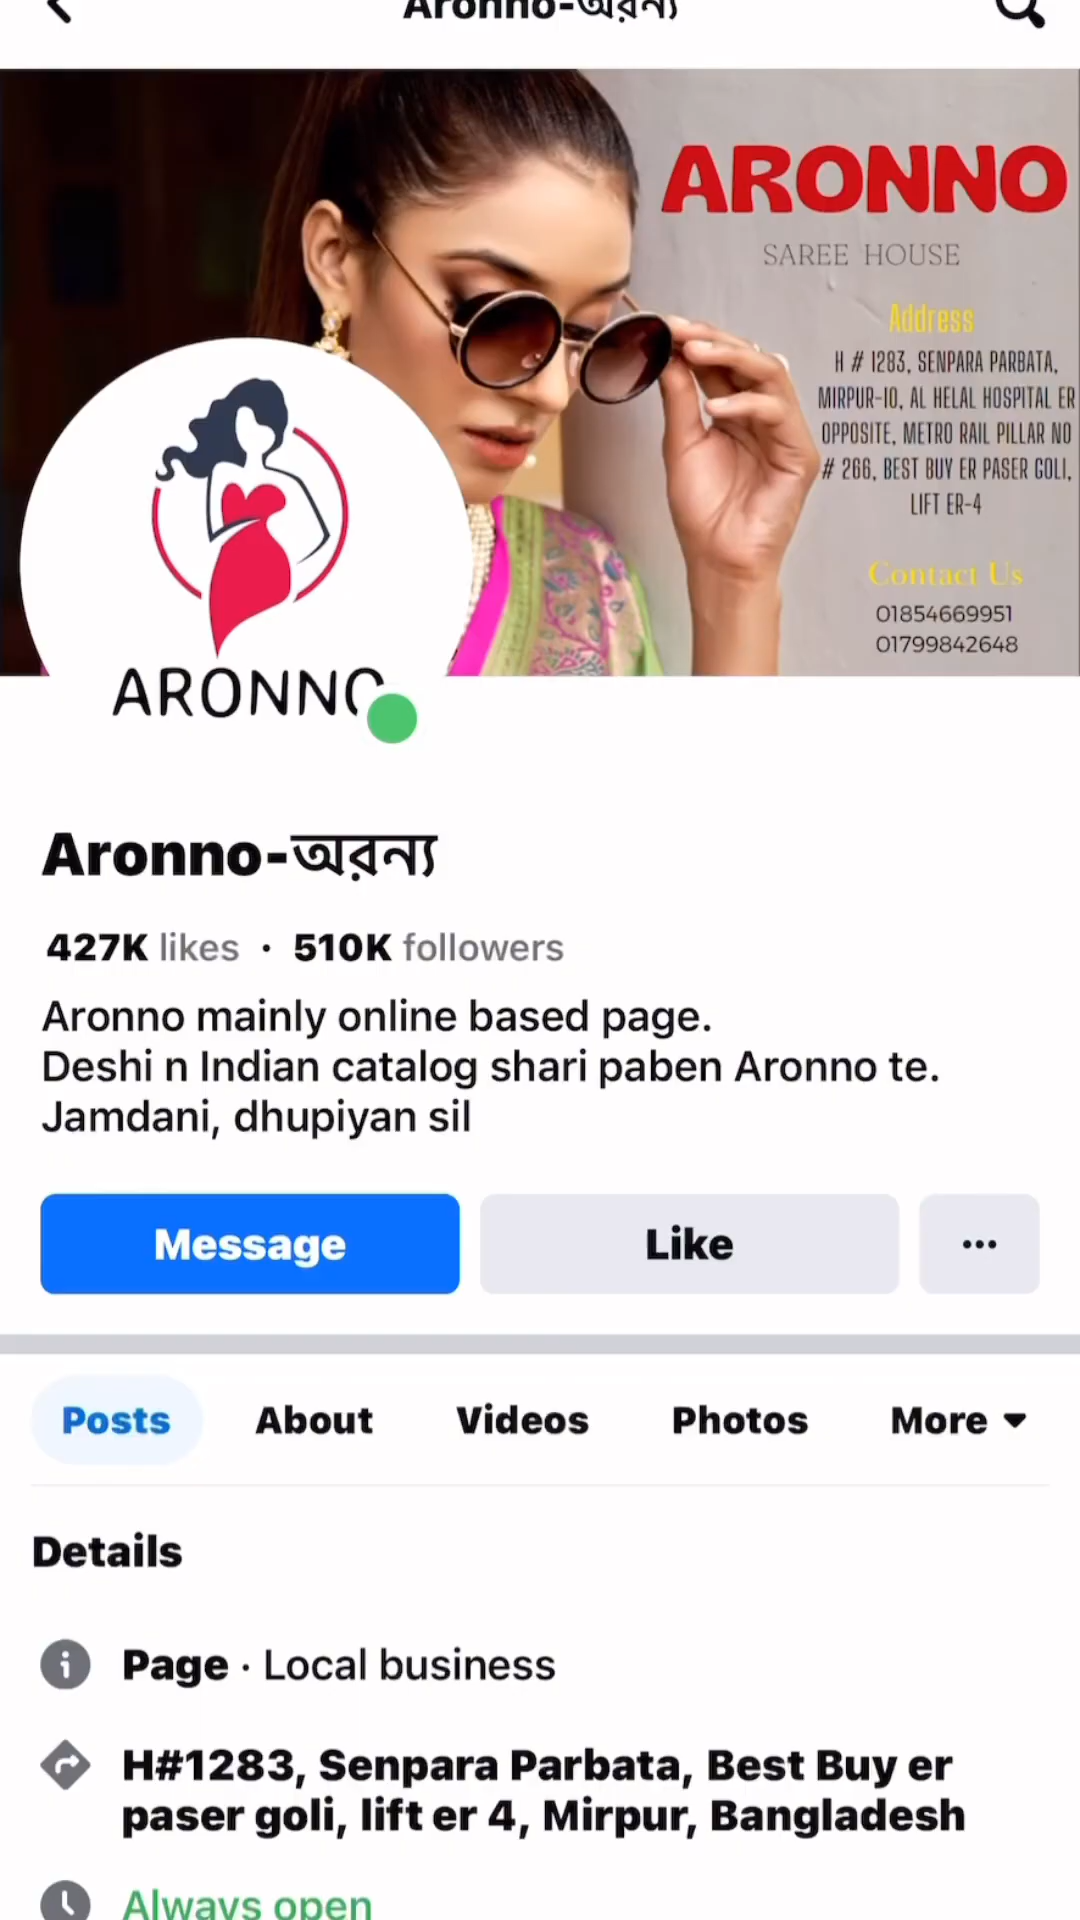 Aronno-অরন্য
ARONNO
SAREE HOUSE
Address
H # 1283, SENPARA PARBATA,
MIRPUR-10, AL HELAL HOSPITAL ER
OPPOSITE, METRO RAIL PILLAR NO
# 266, BEST BUY ER PASER GOLI,
LIFT ER-4
Contact Us
01854669951
01799842648
ARONNO
Aronno-অরন্য
427K likes · 510K followers
Aronno mainly online based page.
Deshi n Indian catalog shari paben Aronno te.
Jamdani, dhupiyan sil
Message
Like
Posts
About
Videos
Photos
More
Details
Page · Local business
H#1283, Senpara Parbata, Best Buy er
paser goli, lift er 4, Mirpur, Bangladesh
Always open